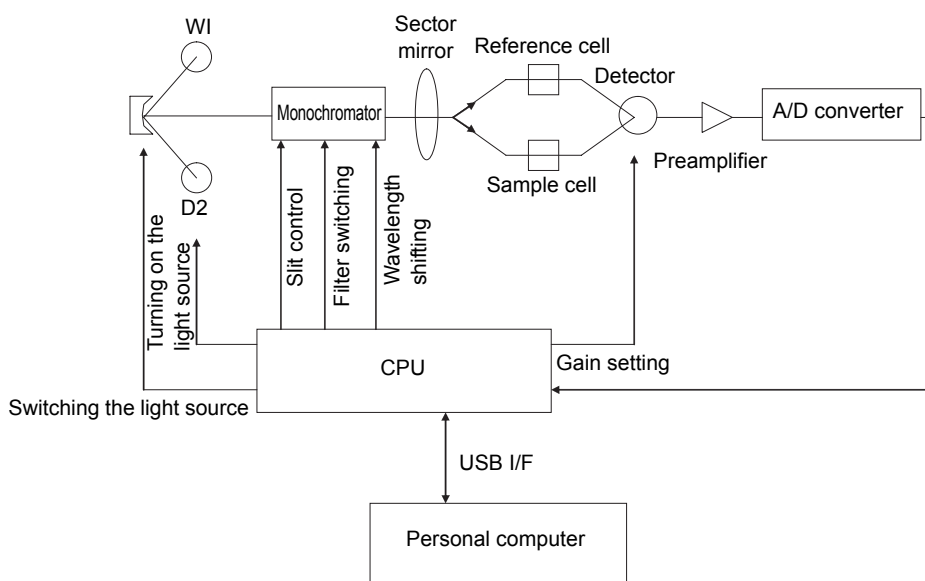 WI
Sector
mirror
Reference cell
Detector
Monochromator
A/D converter
Preamplifier
Sample cell
D2
Turning on the
light source
Slit control
Filter switching
Wavelength
shifting
CPU
Gain setting
Switching the light source
USB I/F
Personal computer